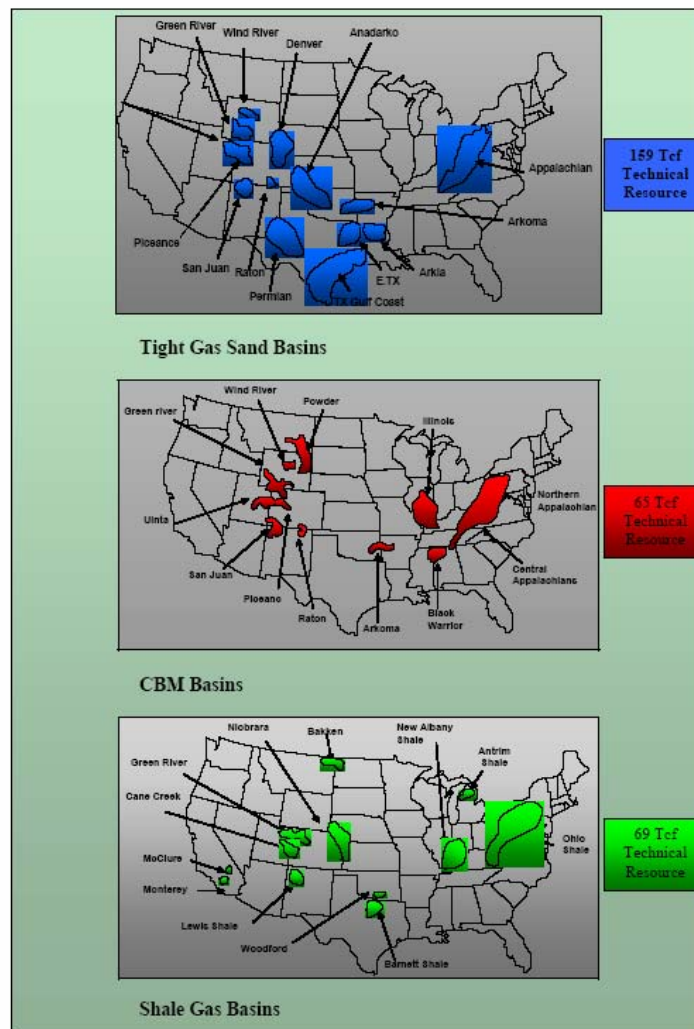 Green River
Wind River
Denver
Anadarko
Appalachian
159 Tcf
Technical
Resource
Piceance
San Juan
Raton
Permian
E.TX
Arkla
Arkoma
TX Gulf Coast
Tight Gas Sand Basins
Wind River
Powder
Green river
Illinois
Northern
Appalachian
65 Tcf
Technical
Resource
Uinta
San Juan
Piceanc
Raton
Arkoma
Black
Warrior
Central
Appalachians
CBM Basins
Niobrara
Bakken
New Albany
Shale
Antrim
Shale
Green River
Cane Creek
Ohio
Shale
69 Tcf
Technical
Resource
McClure
Monterey
Lewis Shale
Woodford
Barnett Shale
Shale Gas Basins